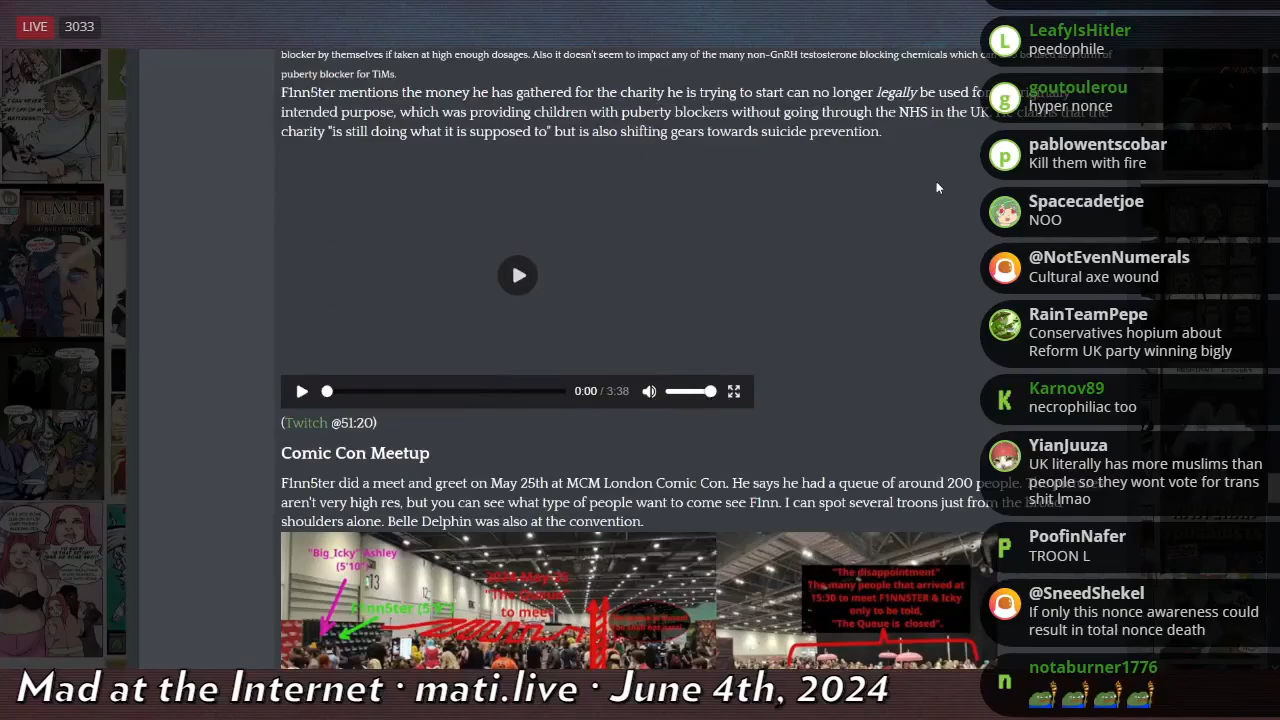 LIVE 3033
blocker by themselves if taken at high enough dosages. Also it doesn't seem to impact any of the many non-GnRH testosterone blocking chemicals which
puberty blocker for TiMs.
F1nn5ter mentions the money he has gathered for the charity he is trying to start can no longer legally be used for
intended purpose, which was providing children with puberty blockers without going through the NHS in the UK. He claims that the
charity "is still doing what it is supposed to" but is also shifting gears towards suicide prevention.
0:00 / 3:38
(Twitch @51:20)
Comic Con Meetup
F1nn5ter did a meet and greet on May 25th at MCM London Comic Con. He says he had a queue of around 200 people.
aren't very high res, but you can see what type of people want to come see F1nn. I can spot several troons just from the
shoulders alone. Belle Delphin was also at the convention.
"Big_Icky" Ashley
(5'10")
"The Queue"
to meet
"The disappointment"
The many people that arrived at
15:30 to meet F1NN5TER & Icky
only to be told,
"The Queue is closed".
LeafyIsHitler
peedophile
goutoulerou
hyper nonce
pablowentscobar
Kill them with fire
Spacecadetjoe
NOO
@NotEvenNumerals
Cultural axe wound
RainTeamPepe
Conservatives hopium about
Reform UK party winning bigly
Karnov89
necrophiliac too
YianJuuza
UK literally has more muslims than
people so they wont vote for trans
shit lmao
PoofinNafer
TROON L
@SneedShekel
If only this nonce awareness could
result in total nonce death
notaburner1776
Mad at the Internet · mati.live · June 4th, 2024